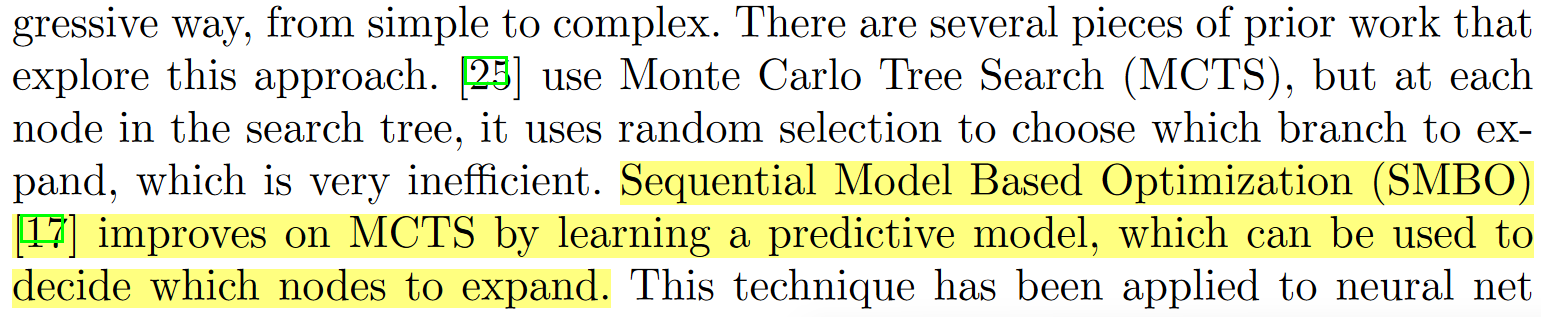 gressive way, from simple to complex. There are several pieces of prior work that
explore this approach. [25] use Monte Carlo Tree Search (MCTS), but at each
node in the search tree, it uses random selection to choose which branch to ex-
pand, which is very inefficient. Sequential Model Based Optimization (SMBO)
[17] improves on MCTS by learning a predictive model, which can be used to
decide which nodes to expand. This technique has been applied to neural net